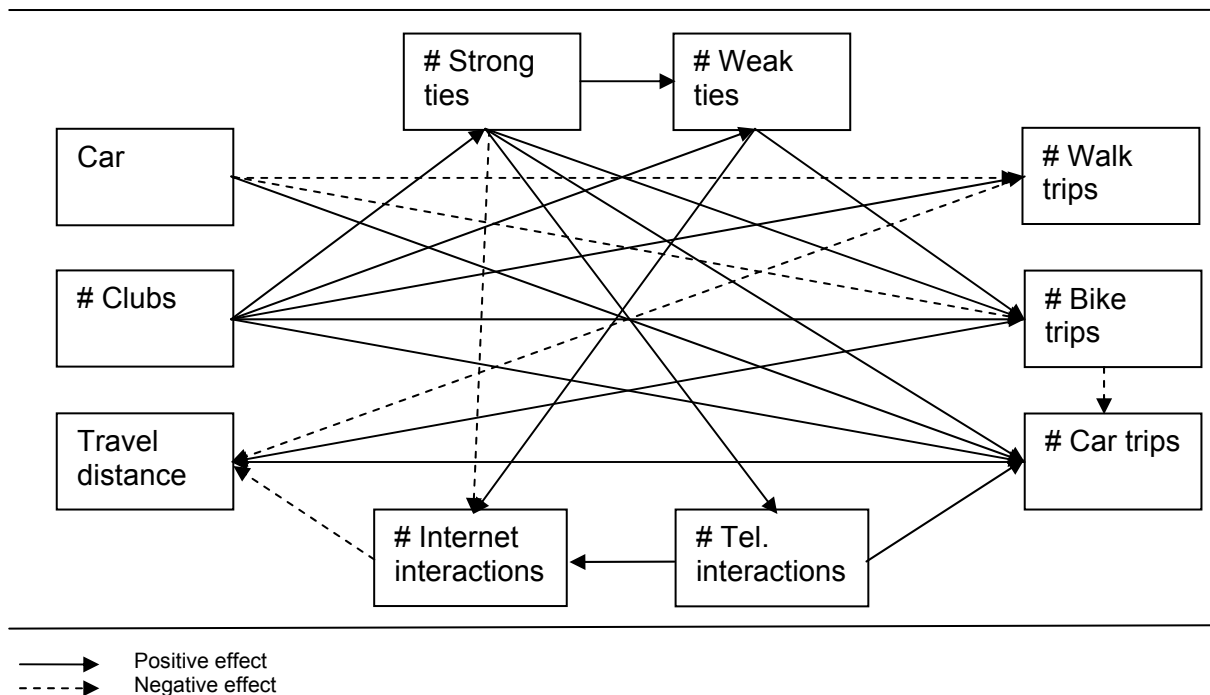 # Strong
ties
# Weak
ties
Car
# Walk
trips
# Clubs
# Bike
trips
Travel
distance
# Car trips
# Internet
interactions
# Tel.
interactions
Positive effect
Negative effect